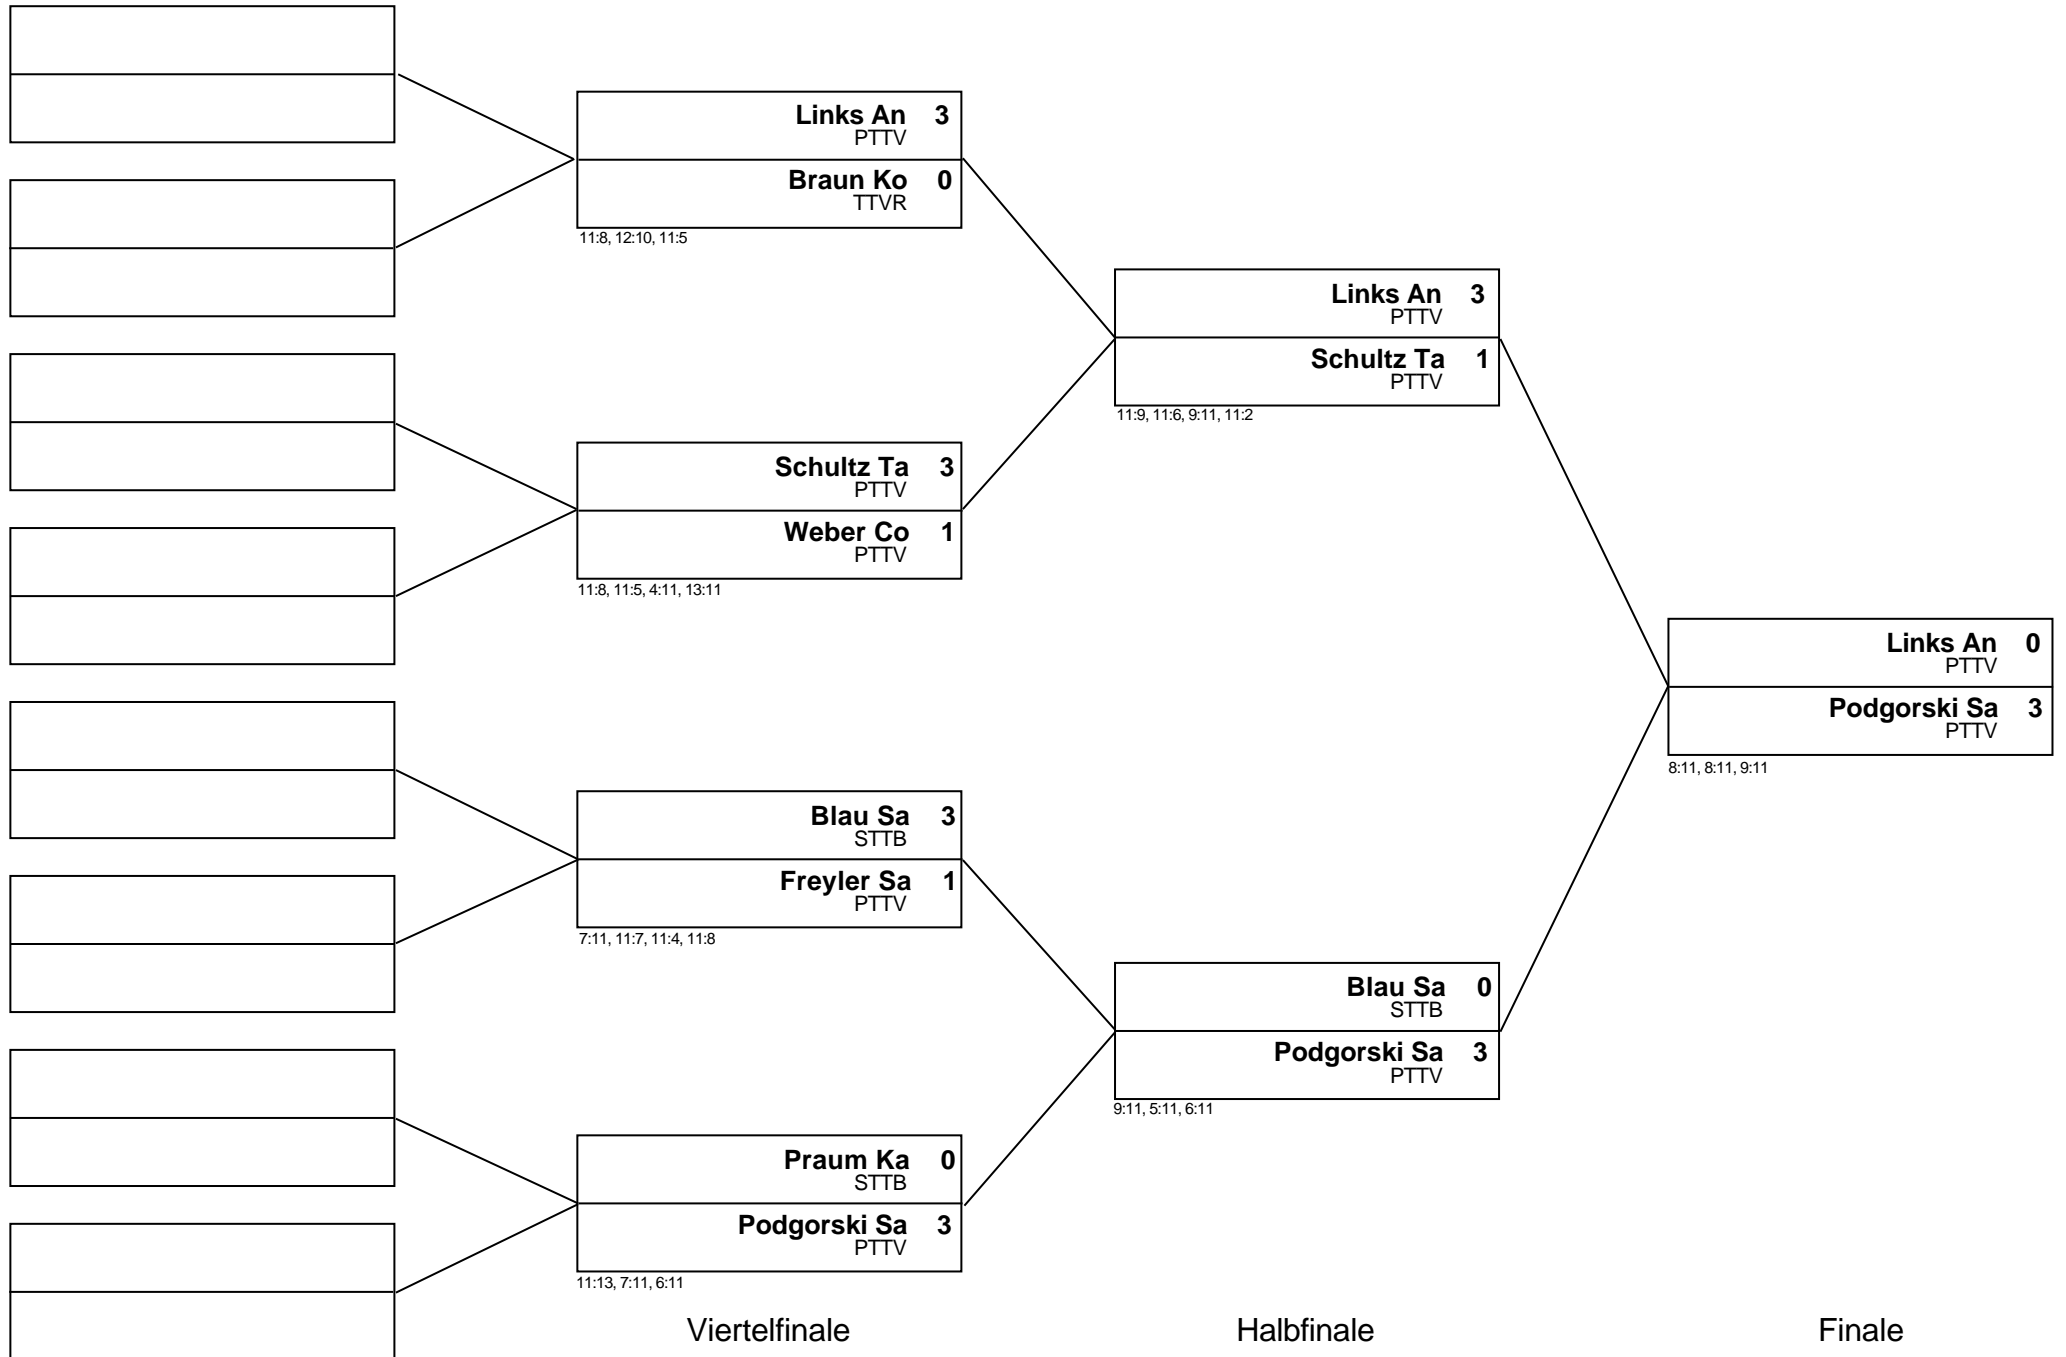 Links An 3
PTTV
Braun Ko 0
TTVR
11:8, 12:10, 11:5
Schultz Ta 3
PTTV
Weber Co 1
PTTV
11:8, 11:5, 4:11, 13:11
Blau Sa 3
STTB
Freyler Sa 1
PTTV
7:11, 11:7, 11:4, 11:8
Praum Ka 0
STTB
Podgorski Sa 3
PTTV
11:13, 7:11, 6:11
Viertelfinale
Links An 3
PTTV
Schultz Ta 1
PTTV
11:9, 11:6, 9:11, 11:2
Blau Sa 0
STTB
Podgorski Sa 3
PTTV
9:11, 5:11, 6:11
Halbfinale
Links An 0
PTTV
Podgorski Sa 3
PTTV
8:11, 8:11, 9:11
Finale